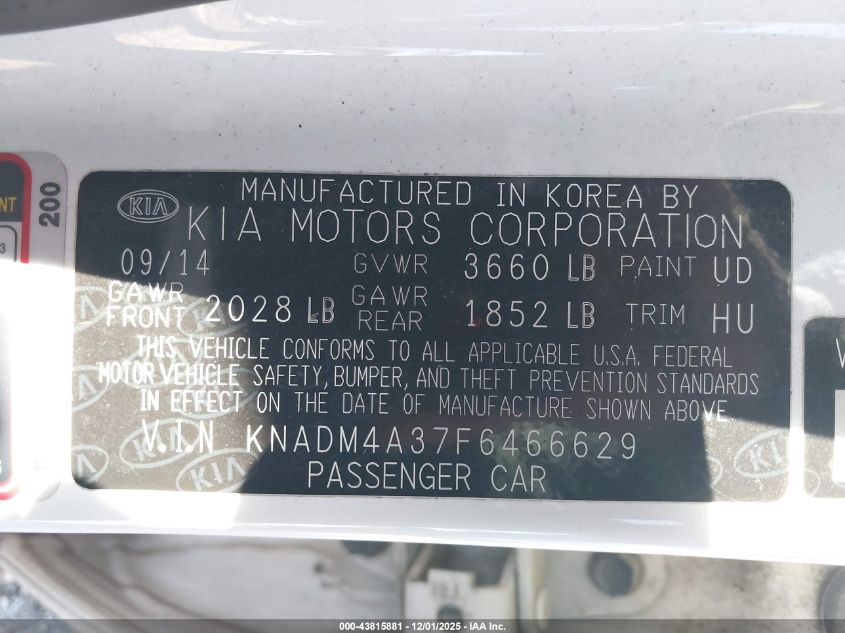 MANUFACTURED IN KOREA BY
KIA KIA MOTORS CORPORATION
09/14 GVWR 3660 LB PAINT UD
GAWR FRONT 2028 LB GAWR REAR 1852 LB TRIM HU
THIS VEHICLE CONFORMS TO ALL APPLICABLE U.S.A. FEDERAL
MOTOR VEHICLE SAFETY, BUMPER, AND THEFT PREVENTION STANDARDS
IN EFFECT ON THE DATE OF MANUFACTURE SHOWN ABOVE.
V.I.N KNADM4A37F6466629
PASSENGER CAR
200
NT
3
000-43815881 - 12/01/2025 - IAA Inc.